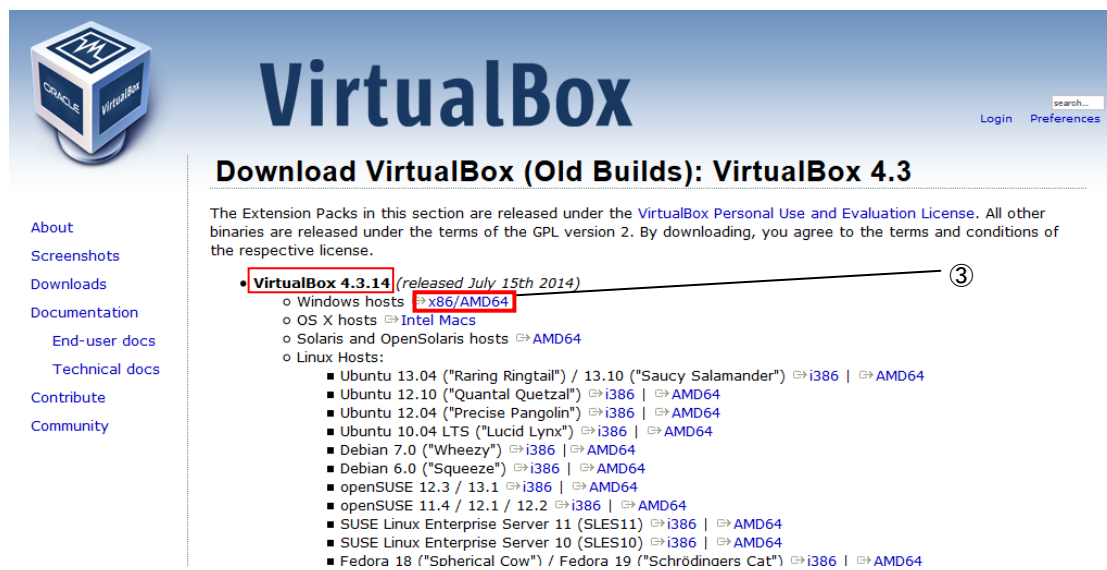 ORACLE
VirtualBox
VirtualBox
search...
Login Preferences
Download VirtualBox (Old Builds): VirtualBox 4.3
The Extension Packs in this section are released under the VirtualBox Personal Use and Evaluation License. All other
binaries are released under the terms of the GPL version 2. By downloading, you agree to the terms and conditions of
the respective license.
About
Screenshots
Downloads
Documentation
End-user docs
Technical docs
Contribute
Community
• VirtualBox 4.3.14 (released July 15th 2014)
③
Windows hosts x86/AMD64
OS X hosts Intel Macs
Solaris and OpenSolaris hosts AMD64
Linux Hosts:
Ubuntu 13.04 ("Raring Ringtail") / 13.10 ("Saucy Salamander") i386 | AMD64
Ubuntu 12.10 ("Quantal Quetzal") i386 | AMD64
Ubuntu 12.04 ("Precise Pangolin") i386 | AMD64
Ubuntu 10.04 LTS ("Lucid Lynx") i386 | AMD64
Debian 7.0 ("Wheezy") i386 | AMD64
Debian 6.0 ("Squeeze") i386 | AMD64
openSUSE 12.3 / 13.1 i386 | AMD64
openSUSE 11.4 / 12.1 / 12.2 i386 | AMD64
SUSE Linux Enterprise Server 11 (SLES11) i386 | AMD64
SUSE Linux Enterprise Server 10 (SLES10) i386 | AMD64
Fedora 18 ("Spherical Cow") / Fedora 19 ("Schrödingers Cat") i386 | AMD64